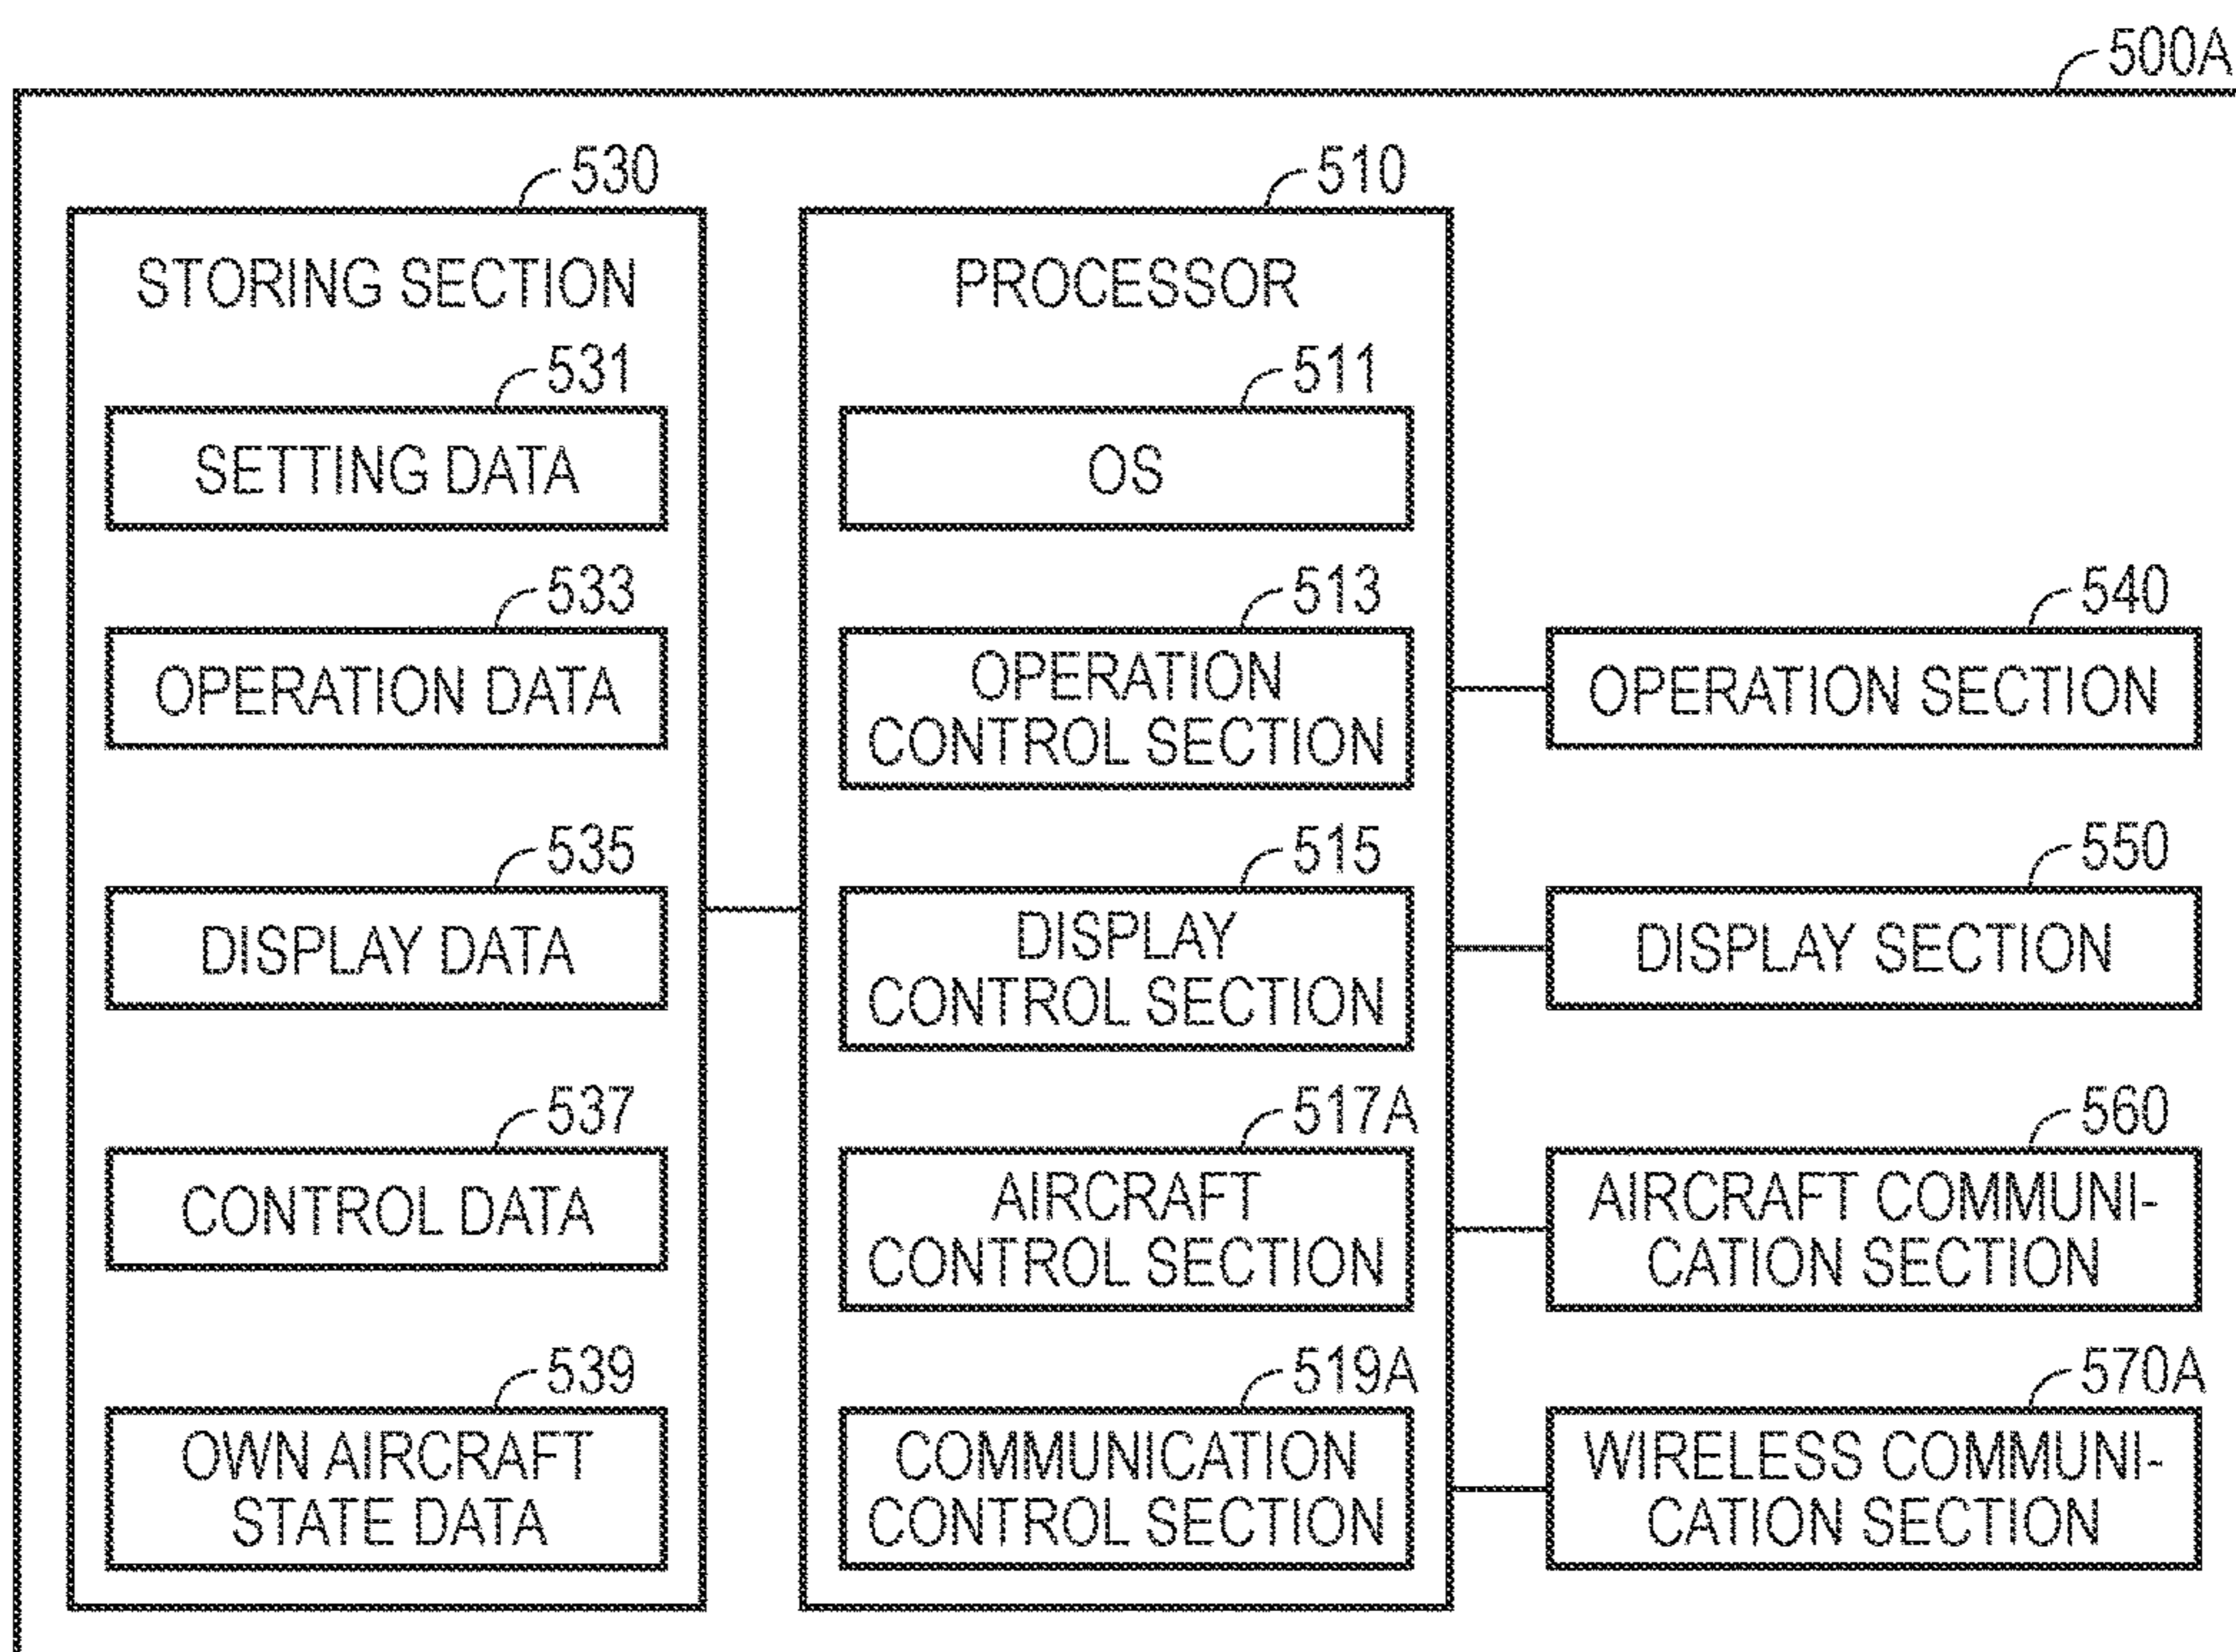 500A
530
STORING SECTION
531
SETTING DATA
533
OPERATION DATA
535
DISPLAY DATA
537
CONTROL DATA
539
OWN AIRCRAFT
STATE DATA
510
PROCESSOR
511
OS
513
OPERATION
CONTROL SECTION
515
DISPLAY
CONTROL SECTION
517A
AIRCRAFT
CONTROL SECTION
519A
COMMUNICATION
CONTROL SECTION
540
OPERATION SECTION
550
DISPLAY SECTION
560
AIRCRAFT COMMUNI-
CATION SECTION
570A
WIRELESS COMMUNI-
CATION SECTION